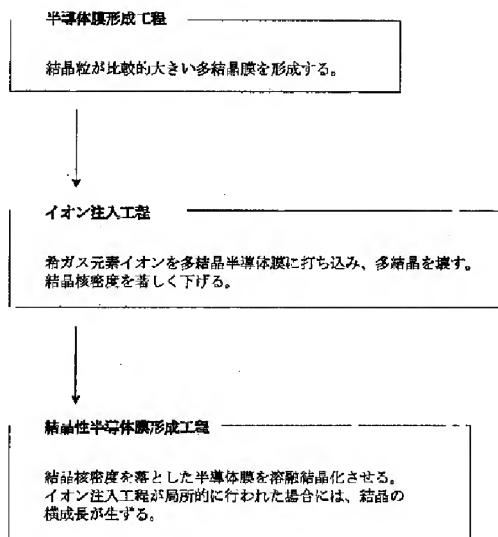 半導体膜形成工程
結晶粒が比較的大きい多結晶膜を形成する。
イオン注入工程
希ガス元素イオンを多結晶半導体膜に打ち込み、多結晶を壊す。
結晶核密度を著しく下げる。
結晶性半導体膜形成工程
結晶核密度を落とした半導体膜を溶融結晶化させる。
イオン注入工程が局所的に行われた場合には、結晶の
横成長が生ずる。